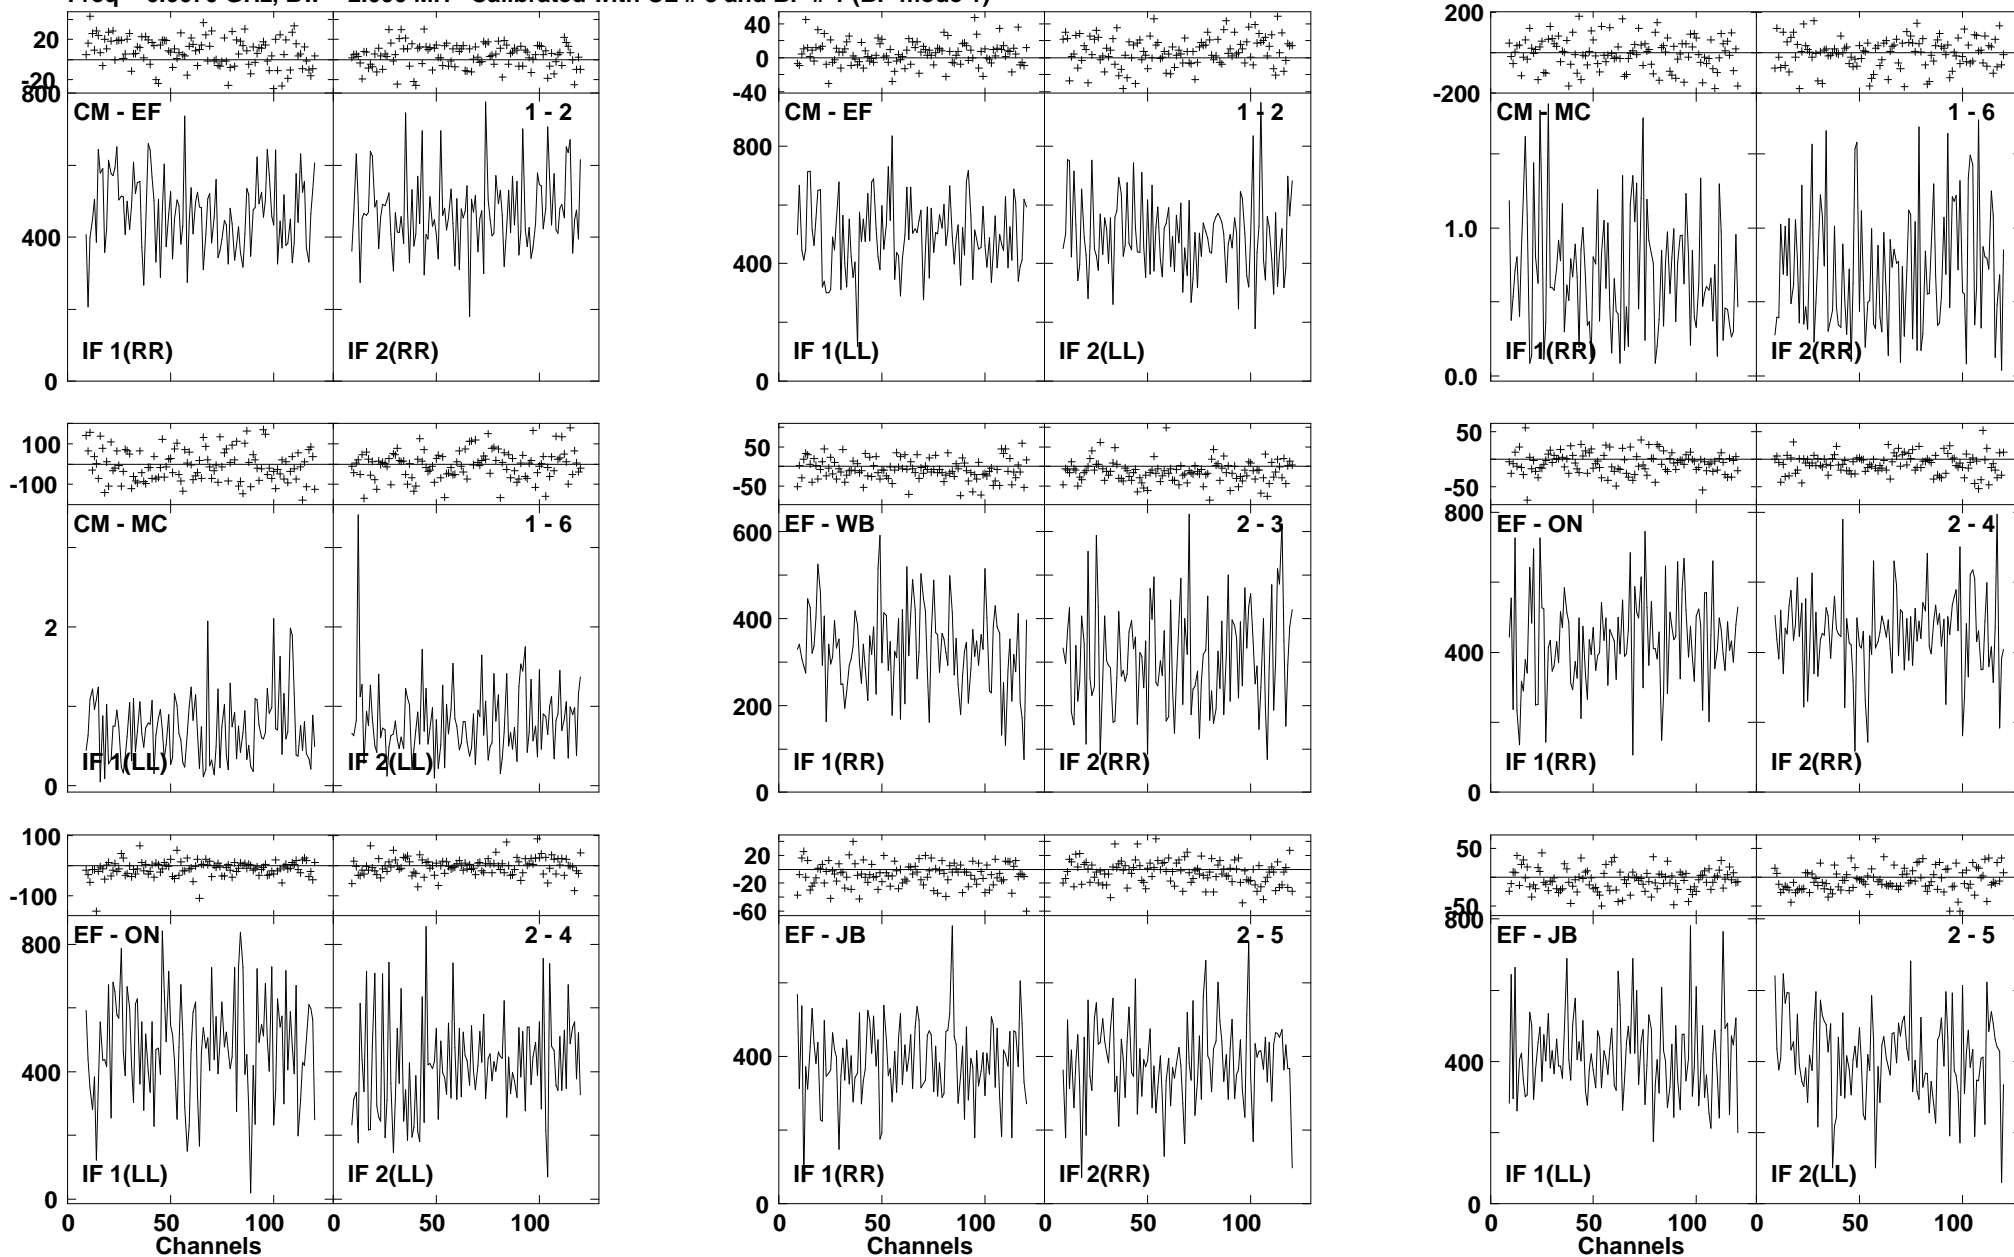 20
-20
800
CM - EF
1 - 2
400
IF 1(RR)
IF 2(RR)
0
40
20
0
-40
CM - EF
1 - 2
800
400
IF 1(LL)
IF 2(LL)
0
200
-200
CM - MC
1 - 6
1.0
IF 1(RR)
IF 2(RR)
0.0
100
-100
CM - MC
1 - 6
2
IF 1(LL)
IF 2(LL)
0
50
-50
EF - WB
2 - 3
600
400
200
IF 1(RR)
IF 2(RR)
0
50
-50
800
EF - ON
2 - 4
400
IF 1(RR)
IF 2(RR)
0
100
-100
EF - ON
2 - 4
800
400
IF 1(LL)
IF 2(LL)
0
0 50 100 0 50 100
Channels
20
-20
-60
EF - JB
2 - 5
400
IF 1(RR)
IF 2(RR)
0
0 50 100 0 50 100
Channels
50
-50
800
EF - JB
2 - 5
400
IF 1(LL)
IF 2(LL)
0
0 50 100 0 50 100
Channels